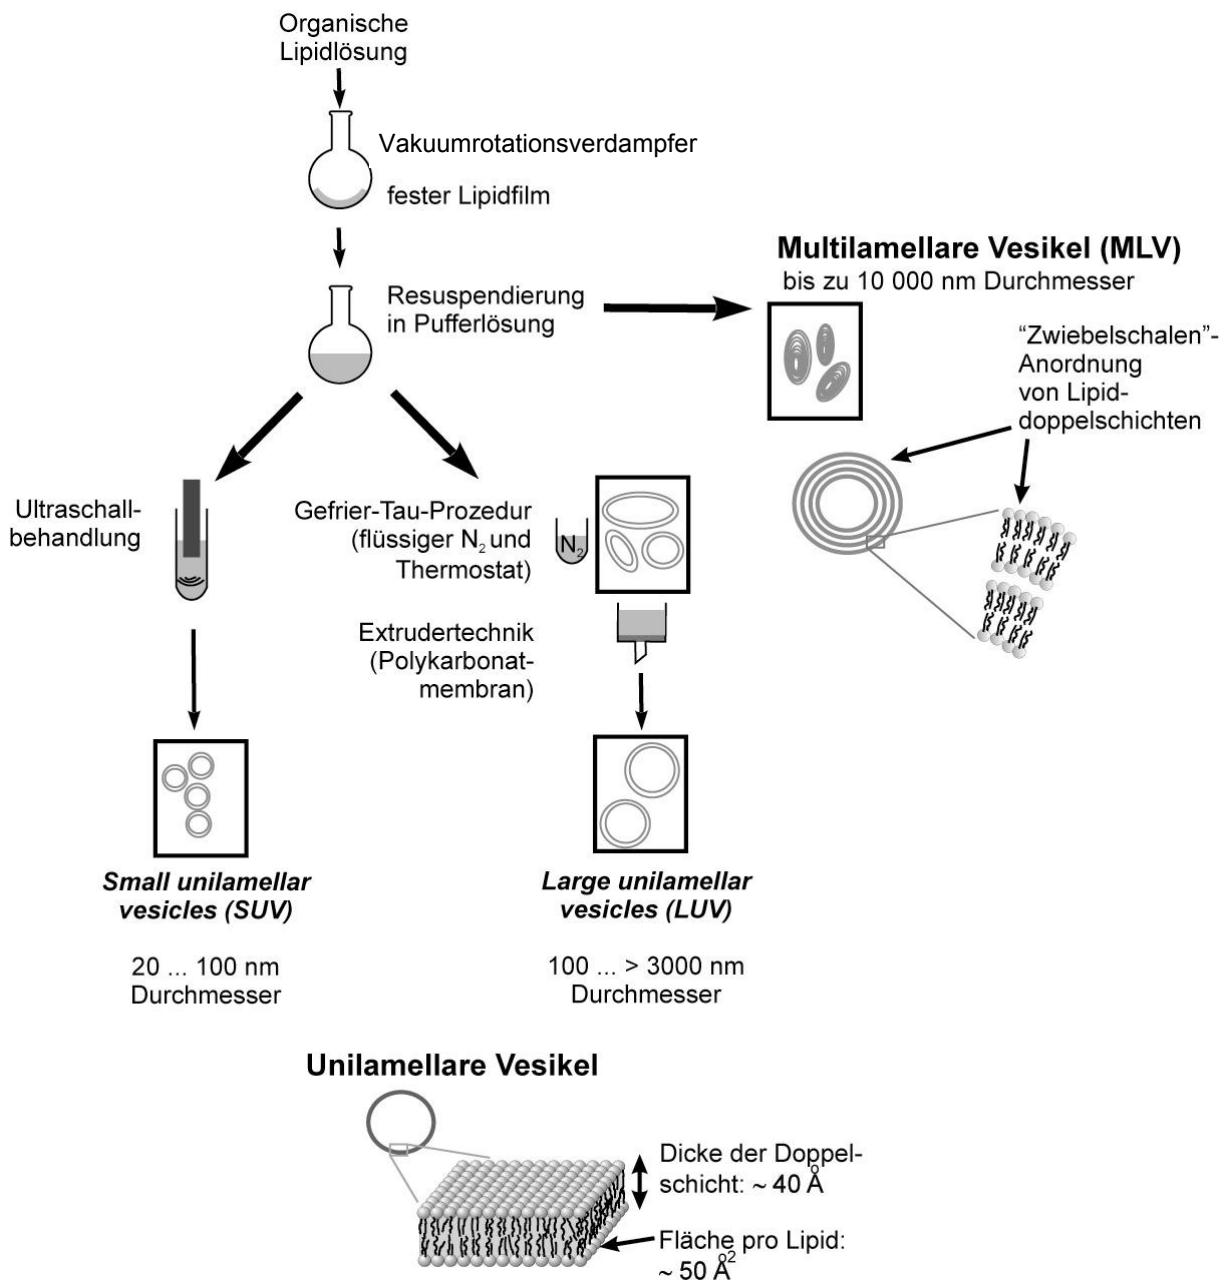 Organische
Lipidlösung
Vakuumrotationsverdampfer
fester Lipidfilm
Resuspendierung
in Pufferlösung
Multilamellare Vesikel (MLV)
bis zu 10 000 nm Durchmesser
“Zwiebelschalen”-
Anordnung
von Lipid-
doppelschichten
Ultraschall-
behandlung
Gefrier-Tau-Prozedur
(flüssiger N₂ und
Thermostat)
N₂
Extrudertechnik
(Polykarbonat-
membran)
Small unilamellar
vesicles (SUV)
20 ... 100 nm
Durchmesser
Large unilamellar
vesicles (LUV)
100 ... > 3000 nm
Durchmesser
Unilamellare Vesikel
Dicke der Doppel-
schicht: ~ 40 Å
Fläche pro Lipid:
~ 50 Å²